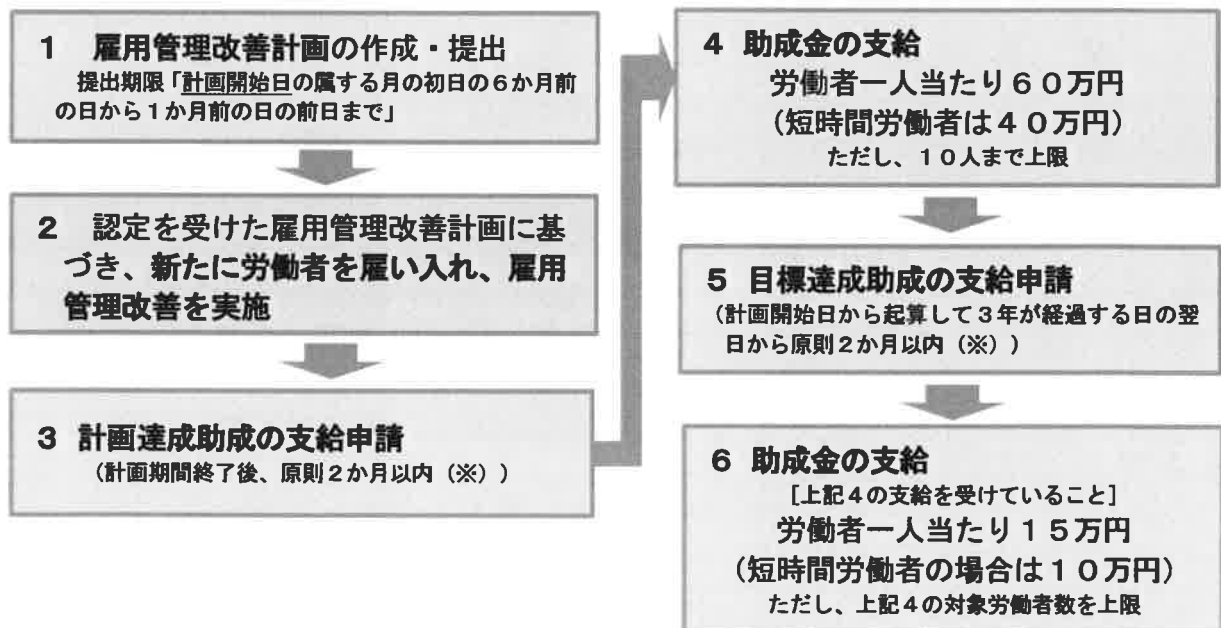 1 雇用管理改善計画の作成・提出
提出期限「計画開始日の属する月の初日の6か月前
の日から1か月前の日の前日まで」
2 認定を受けた雇用管理改善計画に基
づき、新たに労働者を雇い入れ、雇用
管理改善を実施
3 計画達成助成の支給申請
(計画期間終了後、原則2か月以内(※))
4 助成金の支給
労働者一人当たり60万円
(短時間労働者は40万円)
ただし、10人まで上限
5 目標達成助成の支給申請
(計画開始日から起算して3年が経過する日の翌
日から原則2か月以内(※))
6 助成金の支給
[上記4の支給を受けていること]
労働者一人当たり15万円
(短時間労働者の場合は10万円)
ただし、上記4の対象労働者数を上限